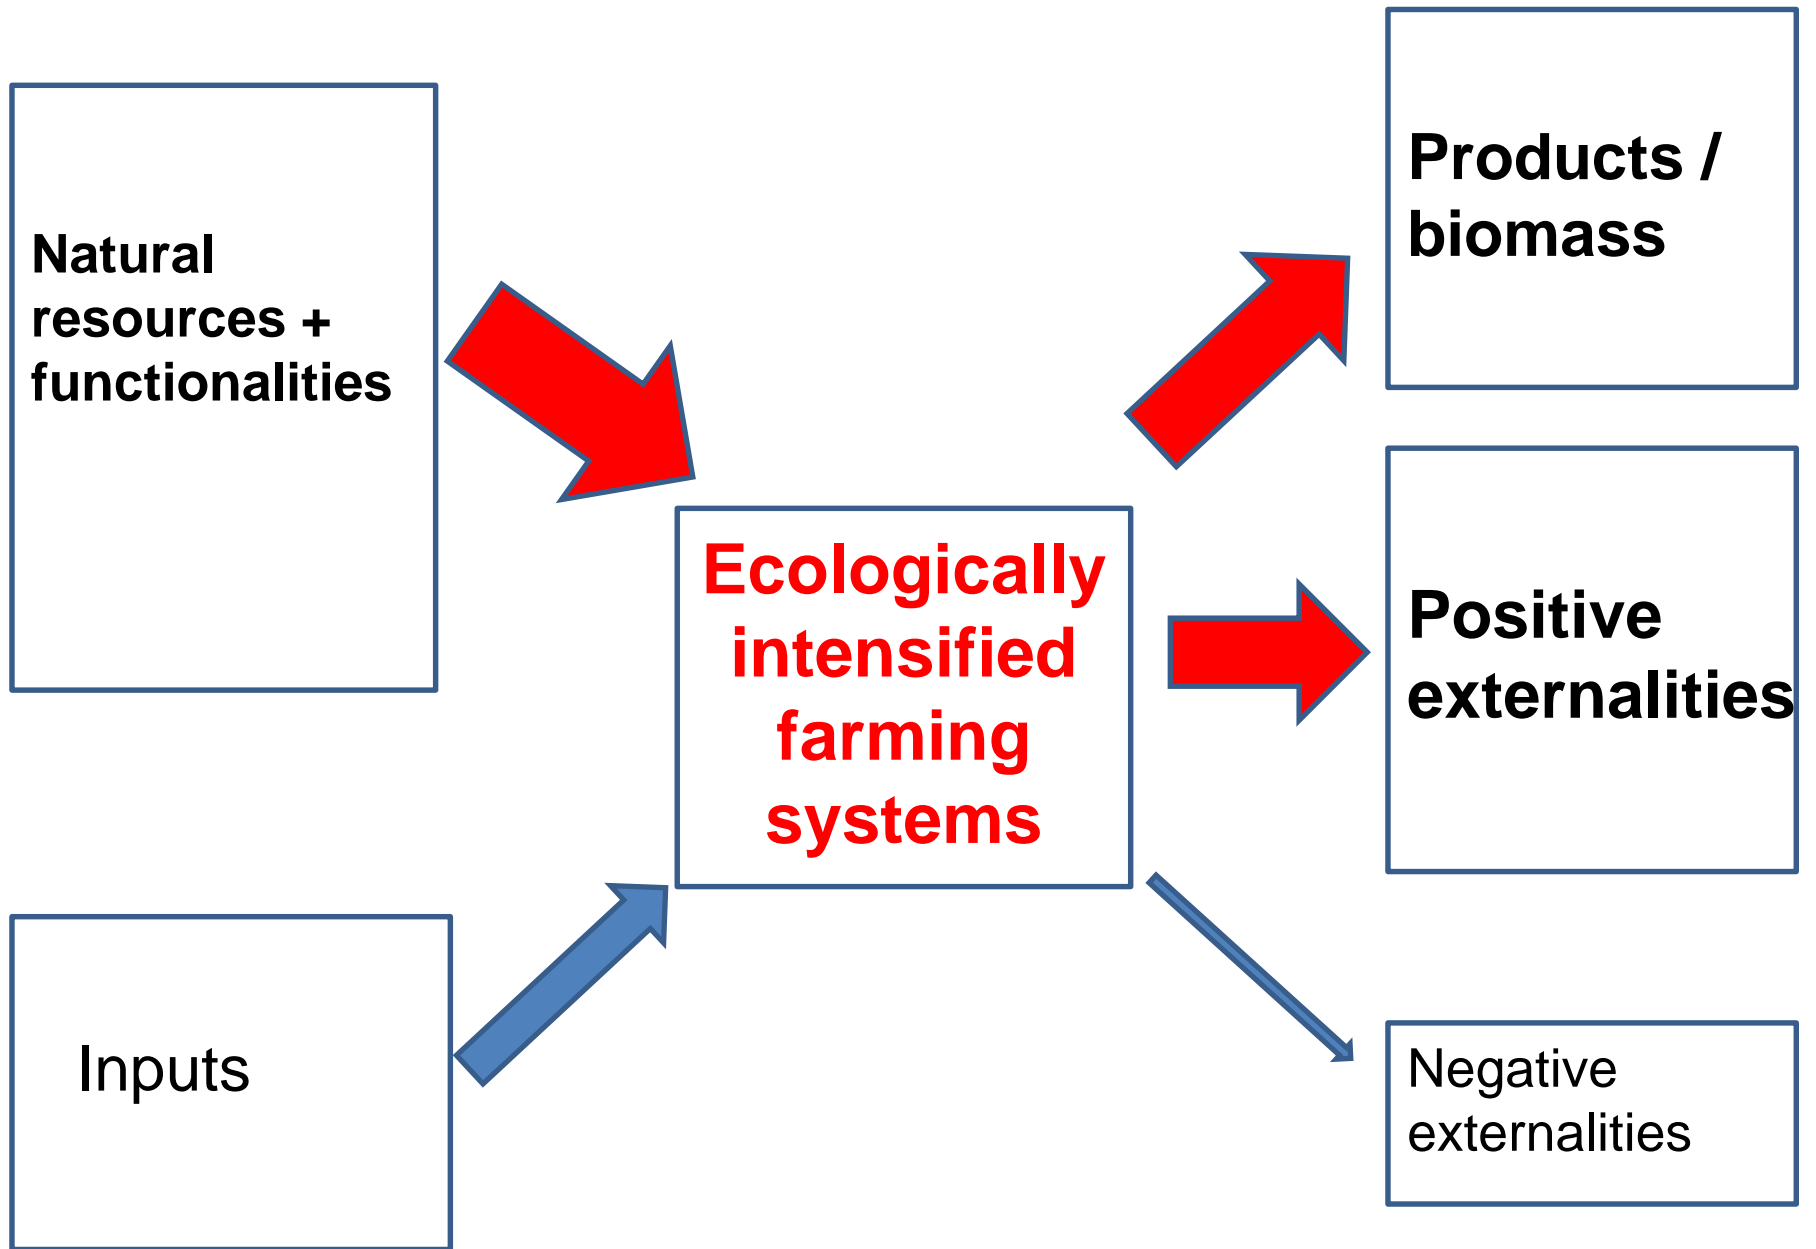 Natural
resources +
functionalities
Inputs
Ecologically
intensified
farming
systems
Products /
biomass
Positive
externalities
Negative
externalities